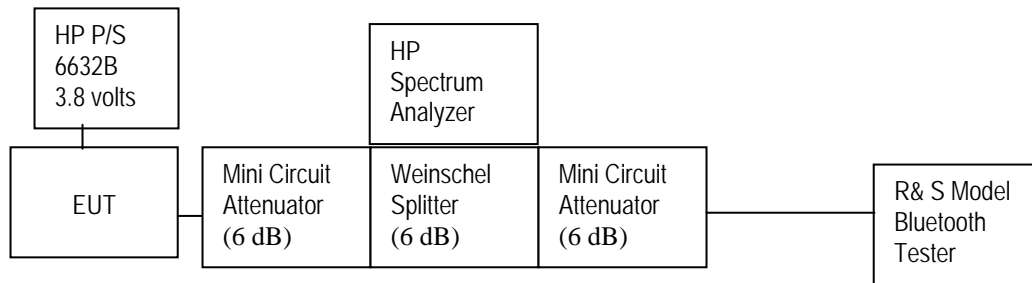 HP P/S
6632B
3.8 volts
HP
Spectrum
Analyzer
EUT
Mini Circuit
Attenuator
(6 dB)
Weinschel
Splitter
(6 dB)
Mini Circuit
Attenuator
(6 dB)
R& S Model
Bluetooth
Tester